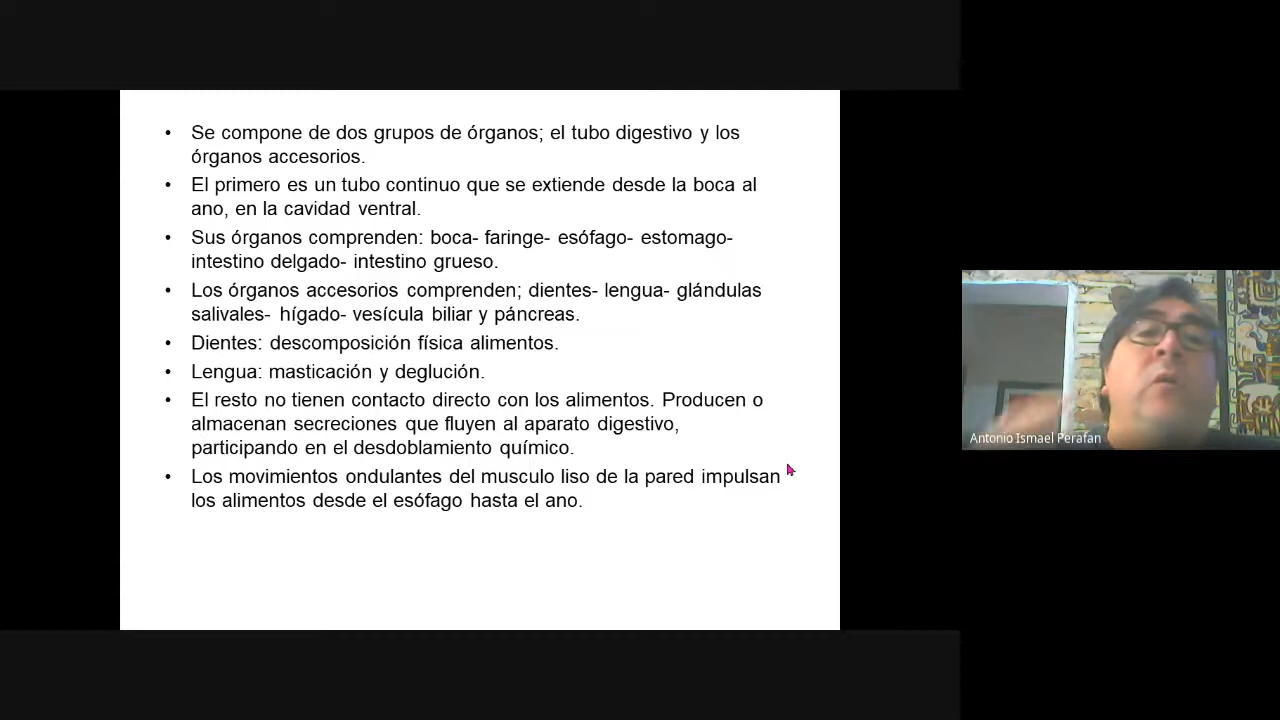 • Se compone de dos grupos de órganos; el tubo digestivo y los
órganos accesorios.
• El primero es un tubo continuo que se extiende desde la boca al
ano, en la cavidad ventral.
• Sus órganos comprenden: boca- faringe- esófago- estomago-
intestino delgado- intestino grueso.
• Los órganos accesorios comprenden; dientes- lengua- glándulas
salivales- hígado- vesícula biliar y páncreas.
• Dientes: descomposición física alimentos.
• Lengua: masticación y deglución.
• El resto no tienen contacto directo con los alimentos. Producen o
almacenan secreciones que fluyen al aparato digestivo,
participando en el desdoblamiento químico.
• Los movimientos ondulantes del musculo liso de la pared impulsan
los alimentos desde el esófago hasta el ano.
Antonio Ismael Perafan